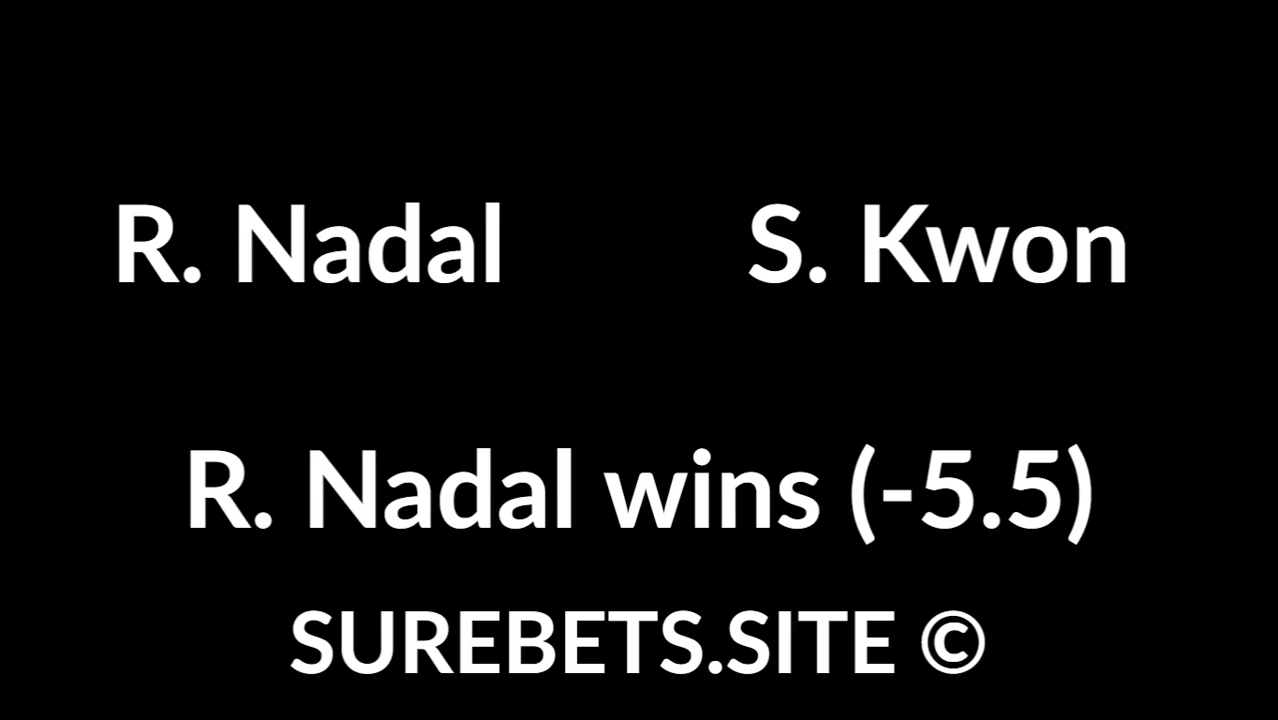 R. Nadal S. Kwon
R. Nadal wins (-5.5)
SUREBETS.SITE ©